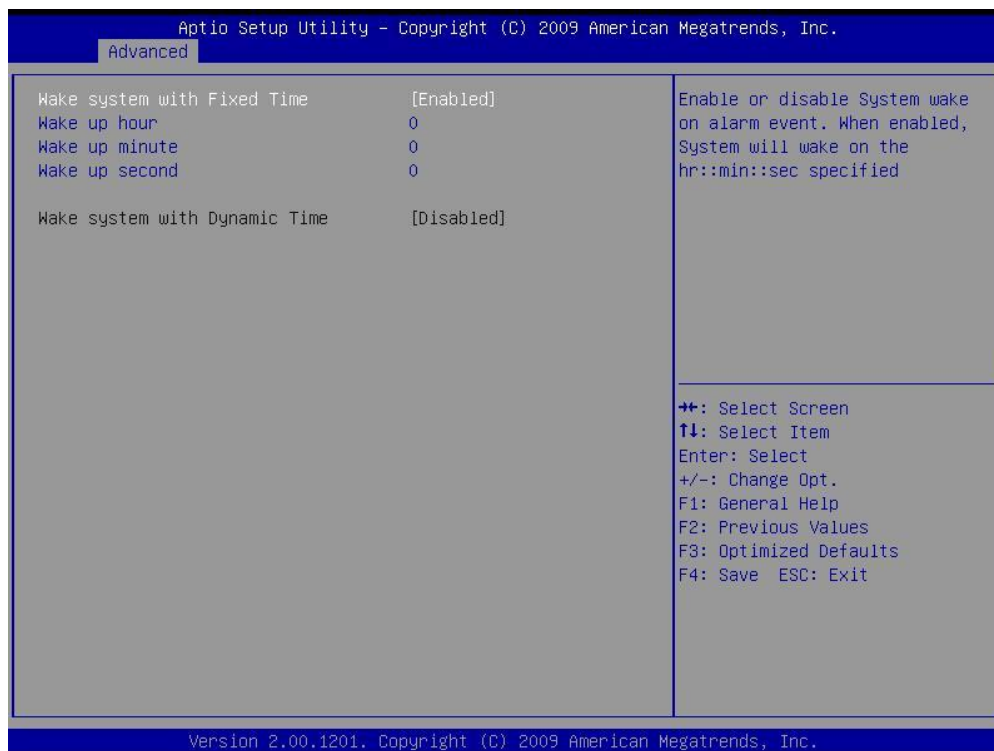 Aptio Setup Utility – Copyright (C) 2009 American Megatrends, Inc.
Advanced
Wake system with Fixed Time [Enabled]
Wake up hour 0
Wake up minute 0
Wake up second 0
Wake system with Dynamic Time [Disabled]
Enable or disable System wake
on alarm event. When enabled,
System will wake on the
hr::min::sec specified
→←: Select Screen
↑↓: Select Item
Enter: Select
+/-: Change Opt.
F1: General Help
F2: Previous Values
F3: Optimized Defaults
F4: Save ESC: Exit
Version 2.00.1201. Copyright (C) 2009 American Megatrends, Inc.